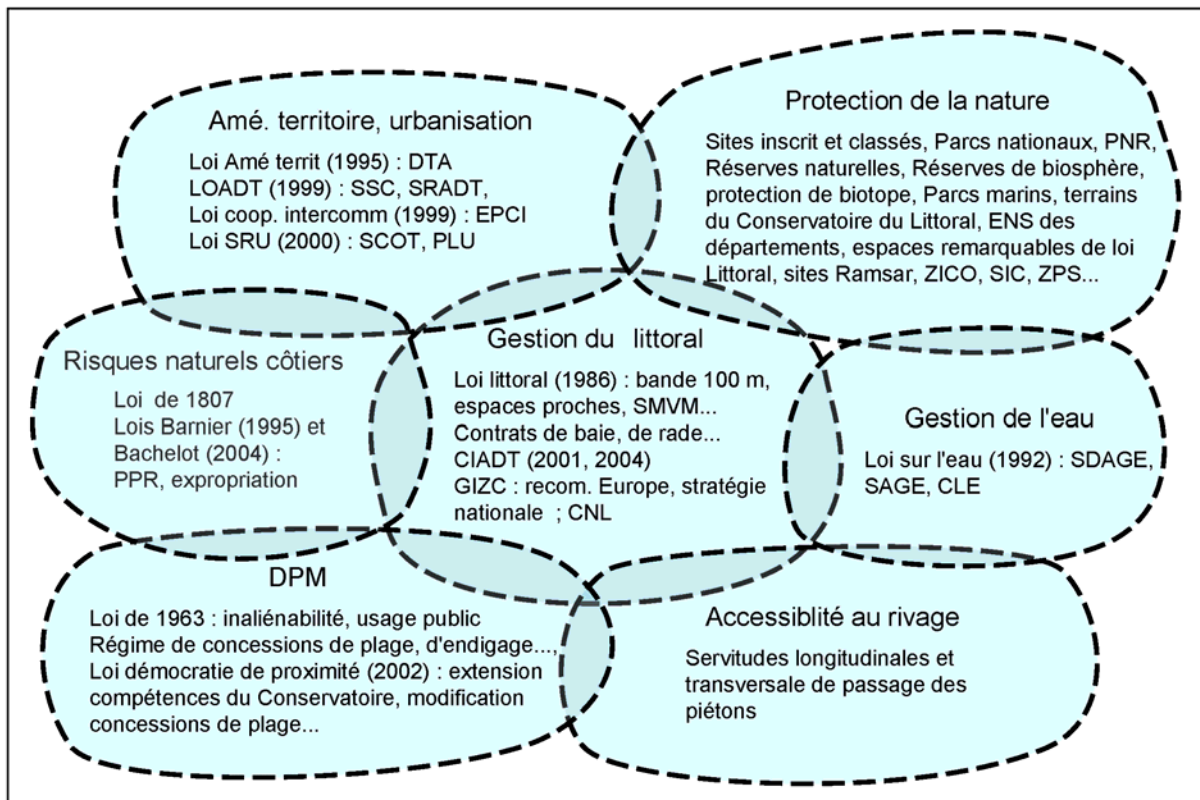 Amé. territoire, urbanisation
Loi Amé territ (1995) : DTA
LOADT (1999) : SSC, SRADT,
Loi coop. intercomm (1999) : EPCI
Loi SRU (2000) : SCOT, PLU
Protection de la nature
Sites inscrit et classés, Parcs nationaux, PNR,
Réserves naturelles, Réserves de biosphère,
protection de biotope, Parcs marins, terrains
du Conservatoire du Littoral, ENS des
départements, espaces remarquables de loi
Littoral, sites Ramsar, ZICO, SIC, ZPS...
Risques naturels côtiers
Loi de 1807
Lois Barnier (1995) et
Bachelot (2004) :
PPR, expropriation
Gestion du littoral
Loi littoral (1986) : bande 100 m,
espaces proches, SMVM...
Contrats de baie, de rade...
CIADT (2001, 2004)
GIZC : recom. Europe, stratégie
nationale ; CNL
Gestion de l'eau
Loi sur l'eau (1992) : SDAGE,
SAGE, CLE
DPM
Loi de 1963 : inaliénabilité, usage public
Régime de concessions de plage, d'endigage...,
Loi démocratie de proximité (2002) : extension
compétences du Conservatoire, modification
concessions de plage...
Accessiblité au rivage
Servitudes longitudinales et
transversale de passage des
piétons